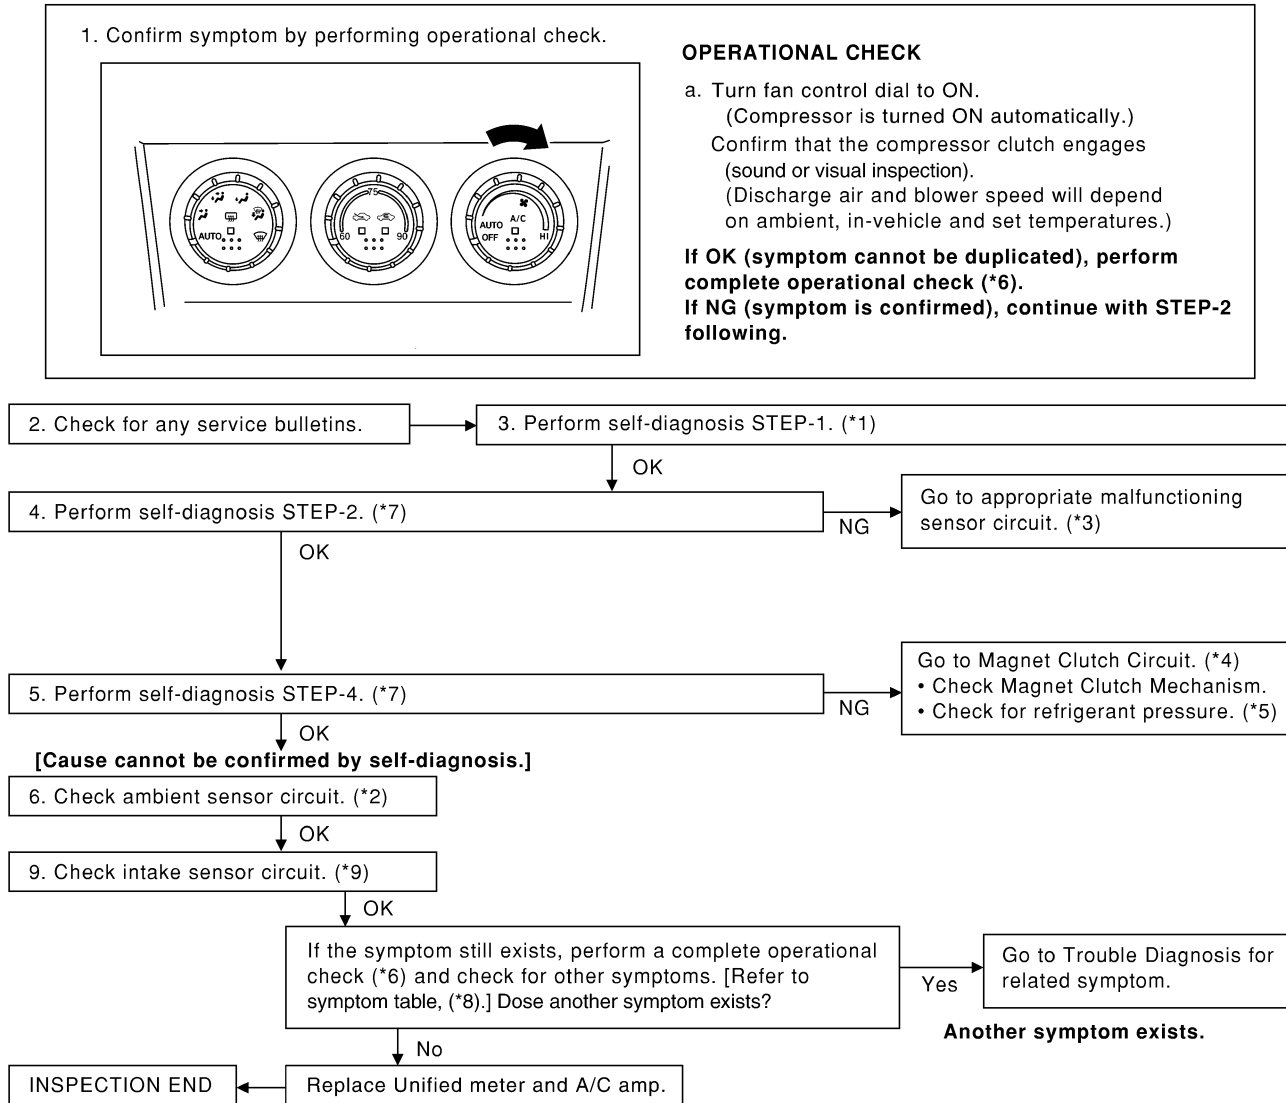 1. Confirm symptom by performing operational check.
75
60
90
AUTO
A/C
AUTO
OFF
HI
OPERATIONAL CHECK
a. Turn fan control dial to ON.
(Compressor is turned ON automatically.)
Confirm that the compressor clutch engages
(sound or visual inspection).
(Discharge air and blower speed will depend
on ambient, in-vehicle and set temperatures.)
If OK (symptom cannot be duplicated), perform
complete operational check (*6).
If NG (symptom is confirmed), continue with STEP-2
following.
2. Check for any service bulletins.
3. Perform self-diagnosis STEP-1. (*1)
OK
4. Perform self-diagnosis STEP-2. (*7)
NG
Go to appropriate malfunctioning
sensor circuit. (*3)
OK
5. Perform self-diagnosis STEP-4. (*7)
NG
Go to Magnet Clutch Circuit. (*4)
• Check Magnet Clutch Mechanism.
• Check for refrigerant pressure. (*5)
OK
[Cause cannot be confirmed by self-diagnosis.]
6. Check ambient sensor circuit. (*2)
OK
9. Check intake sensor circuit. (*9)
OK
If the symptom still exists, perform a complete operational
check (*6) and check for other symptoms. [Refer to
symptom table, (*8).] Dose another symptom exists?
Yes
Go to Trouble Diagnosis for
related symptom.
Another symptom exists.
No
Replace Unified meter and A/C amp.
INSPECTION END